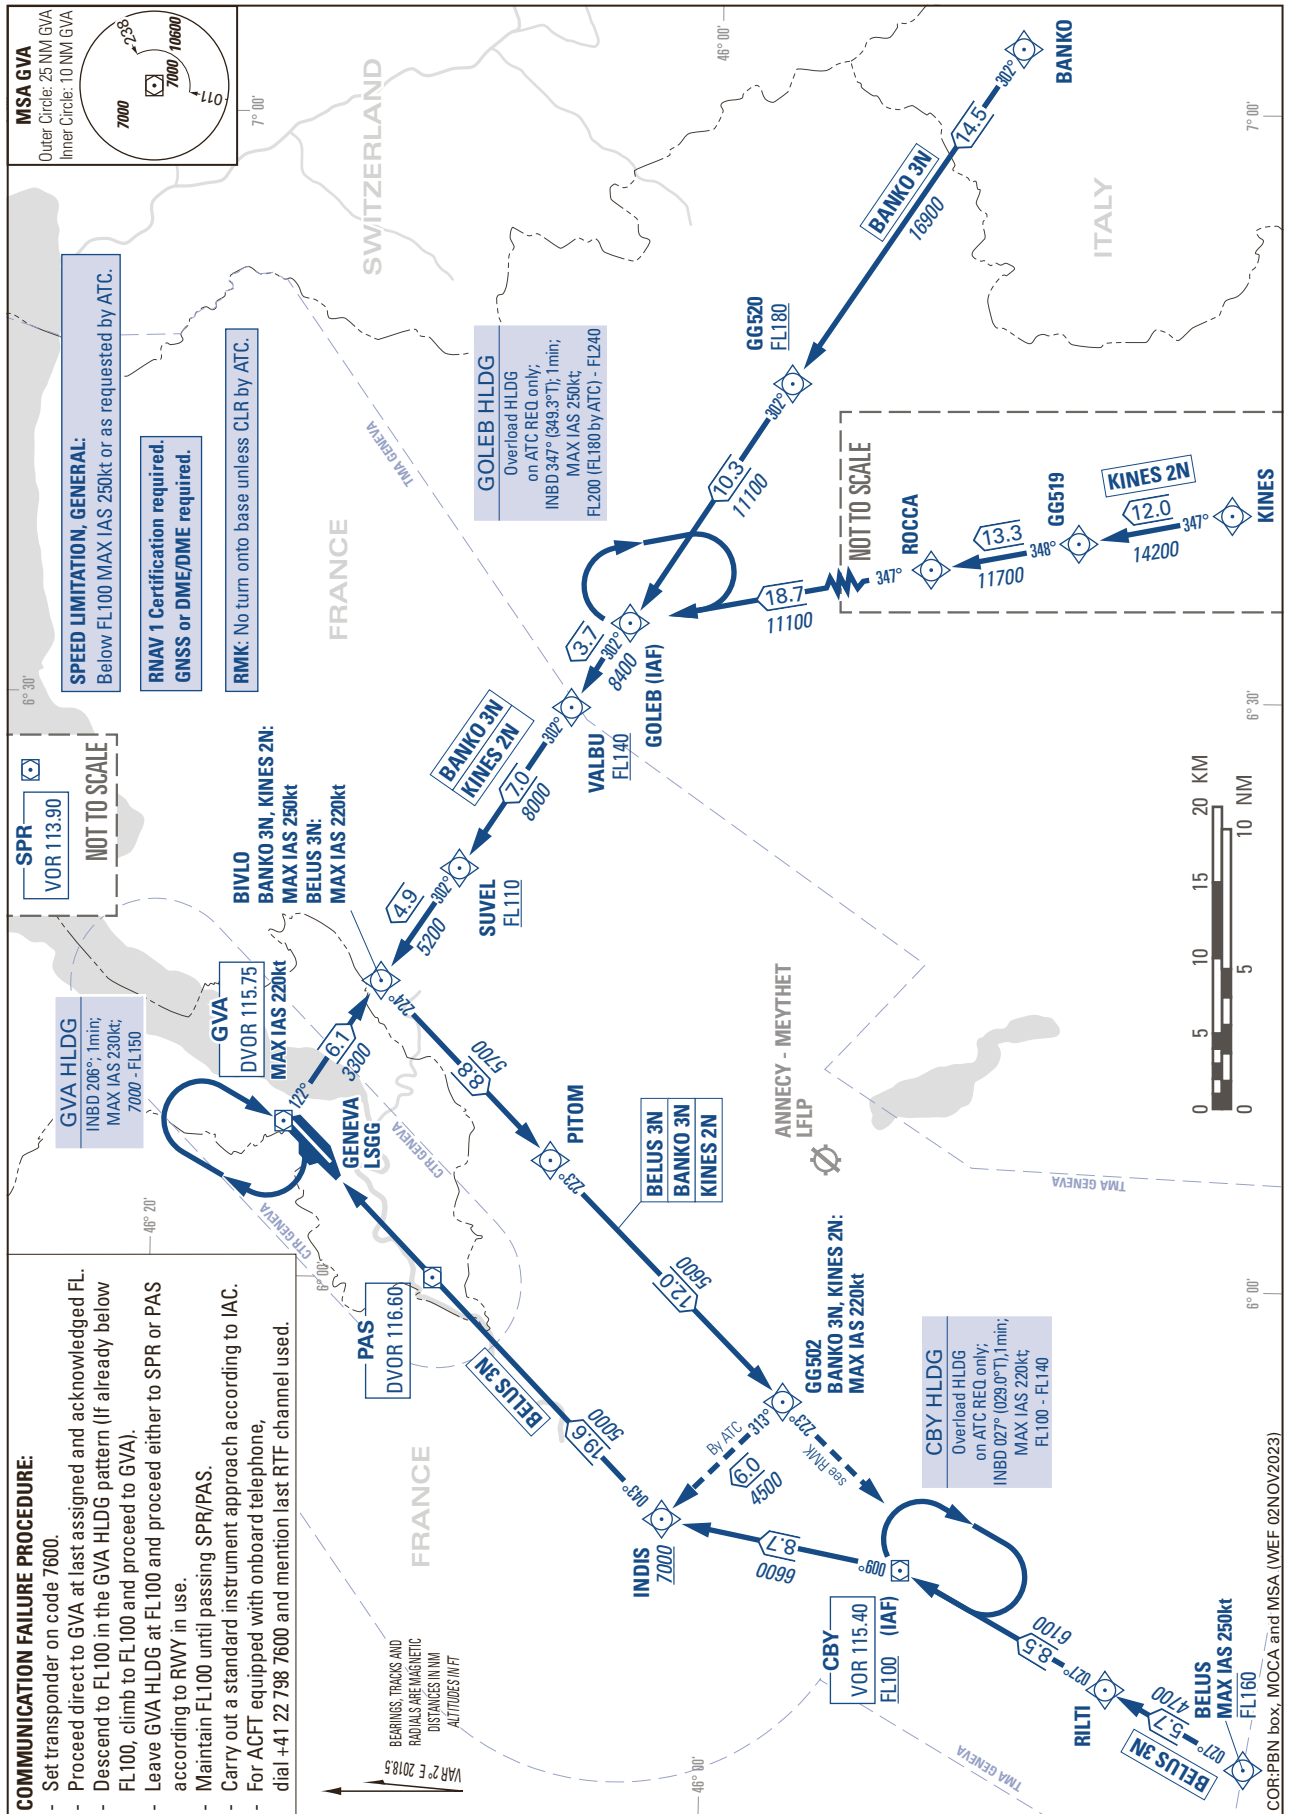 COMMUNICATION FAILURE PROCEDURE:
- Set transponder on code 7600.
- Proceed direct to GVA at last assigned and acknowledged FL.
- Descend to FL100 in the GVA HLDG pattern (If already below
FL100, climb to FL100 and proceed to GVA).
- Leave GVA HLDG at FL100 and proceed either to SPR or PAS
according to RWY in use.
- Maintain FL100 until passing SPR/PAS.
- Carry out a standard instrument approach according to IAC.
- For ACFT equipped with onboard telephone,
dial +41 22 798 7600 and mention last RTF channel used.
46° 20'
GVA HLDG
INBD 206°; 1min;
MAX IAS 230kt;
7000 - FL150
SPR
VOR 113.90
NOT TO SCALE
6° 30'
SPEED LIMITATION, GENERAL:
Below FL100 MAX IAS 250kt or as requested by ATC.
RNAV 1 Certification required.
GNSS or DME/DME required.
RMK: No turn onto base unless CLR by ATC.
MSA GVA
Outer Circle: 25 NM GVA
Inner Circle: 10 NM GVA
7000
238
7000
10600
011
7° 00'
GVA
DVOR 115.75
MAX IAS 220kt
122°
6.1
3300
GENEVA
LSGG
CTR GENEVA
CTR GENEVA
6° 00'
PAS
DVOR 116.60
BELUS 3N
19.6
5000
043°
BIVLO
BANKO 3N, KINES 2N:
MAX IAS 250kt
BELUS 3N:
MAX IAS 220kt
224°
8.8
5700
4.9
5200
302°
SUVEL
FL110
BANKO 3N
KINES 2N
7.0
8000
302°
VALBU
FL140
3.7
302°
8400
GOLEB (IAF)
GOLEB HLDG
Overload HLDG
on ATC REQ only;
INBD 347° (349.3°T); 1min;
MAX IAS 250kt;
FL200 (FL180 by ATC) - FL240
FRANCE
SWITZERLAND
TMA GENEVA
10.3
11100
302°
GG520
FL180
BANKO 3N
16900
14.5
302°
BANKO
46° 00'
ITALY
7° 00'
18.7
11100
NOT TO SCALE
347°
ROCCA
13.3
11700
348°
GG519
KINES 2N
12.0
14200
347°
KINES
PITOM
223°
BELUS 3N
BANKO 3N
KINES 2N
12.0
5600
ANNECY - MEYTHET
LFLP
GG502
BANKO 3N, KINES 2N:
MAX IAS 220kt
By ATC
313°
6.0
4500
223°
see RMK
INDIS
7000
FRANCE
8.7
6600
009°
CBY
VOR 115.40
FL100 (IAF)
CBY HLDG
Overload HLDG
on ATC REQ only;
INBD 027° (029.0°T),1min;
MAX IAS 220kt;
FL100 - FL140
8.5
6100
027°
RILTI
5.7
4700
027°
BELUS 3N
BELUS
MAX IAS 250kt
FL160
TMA GENEVA
TMA GENEVA
46° 00'
6° 00'
6° 30'
BEARINGS, TRACKS AND
RADIALS ARE MAGNETIC
DISTANCES IN NM
ALTITUDES IN FT
VAR 2° E 2018.5
0 5 10 15 20 KM
0 5 10 NM
COR:PBN box, MOCA and MSA (WEF 02NOV2023)